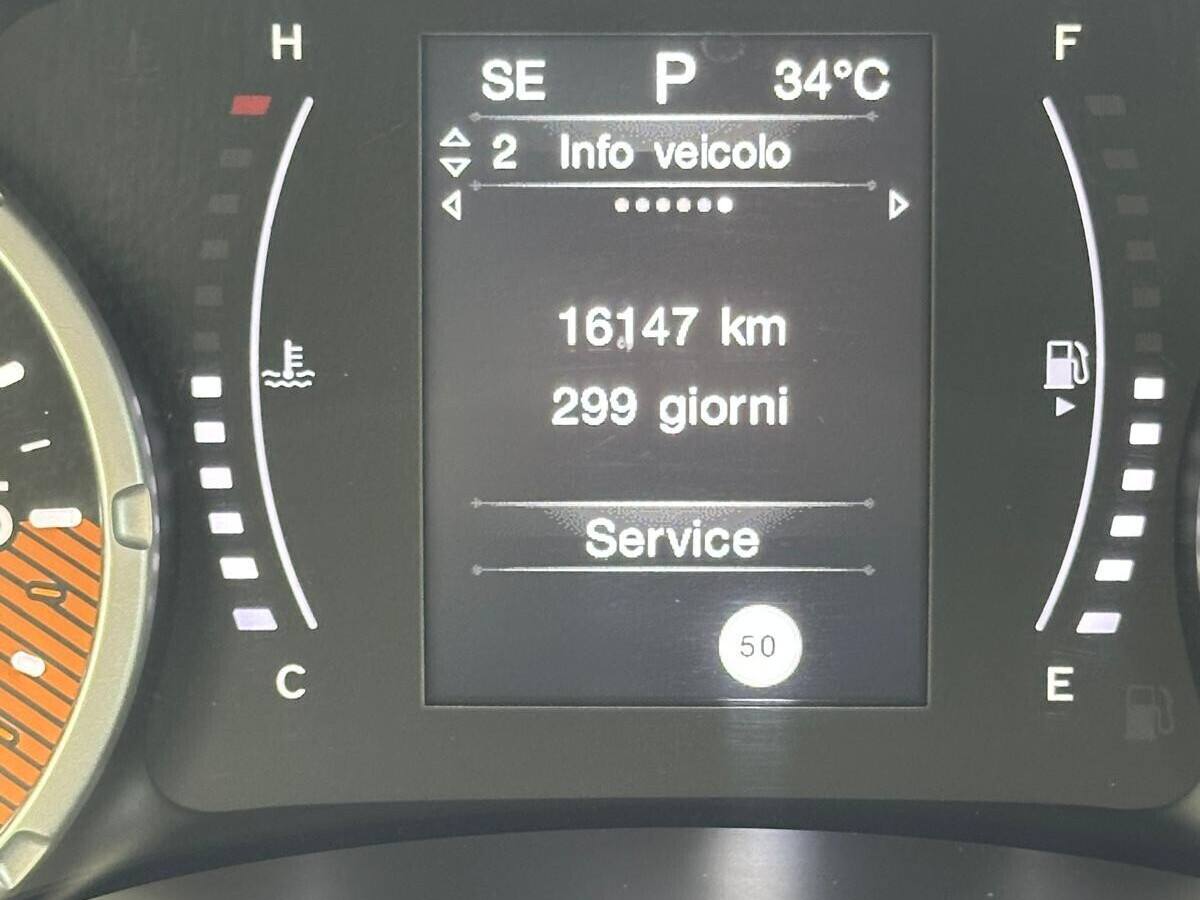 H
F
SE P 34°C
2 Info veicolo
16147 km
299 giorni
Service
50
C
E